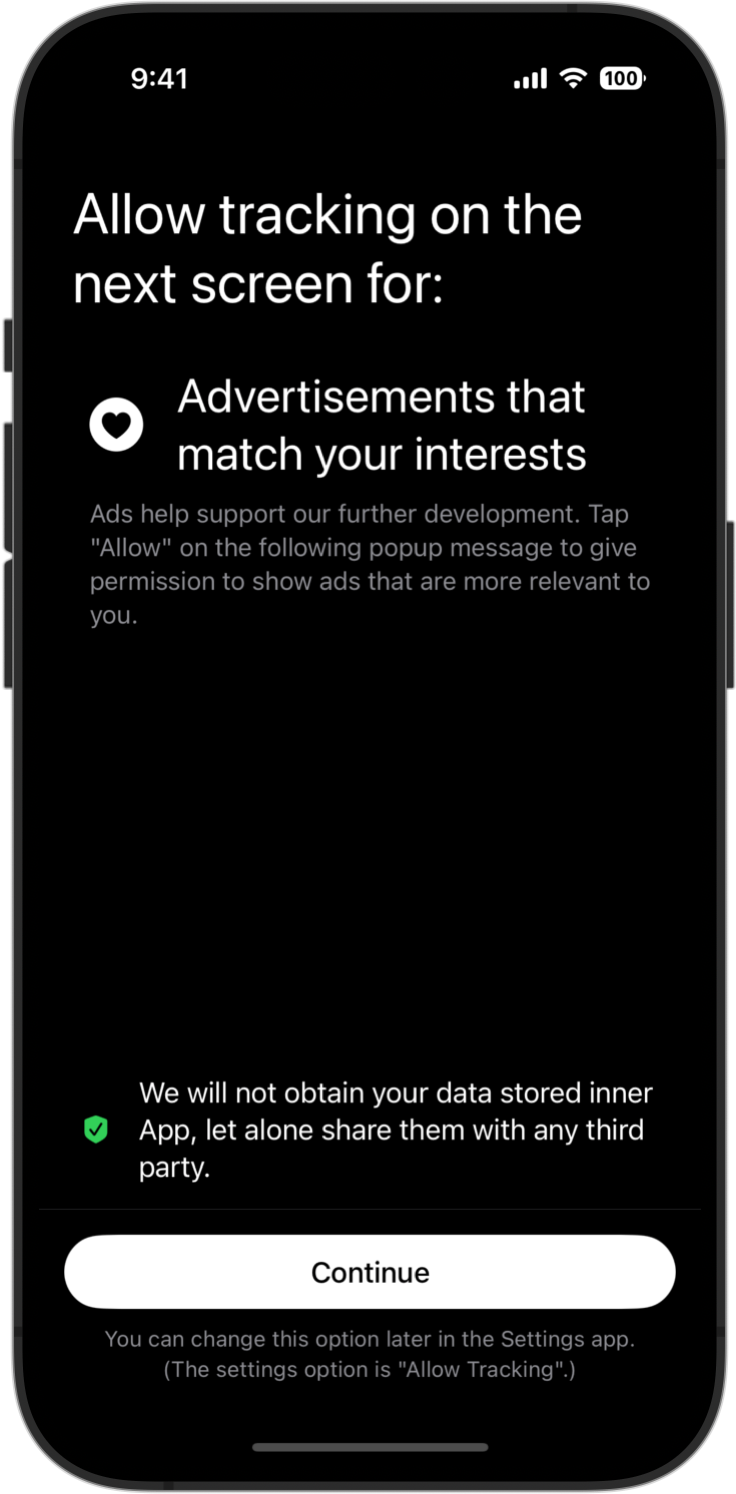 9:41
100
Allow tracking on the
next screen for:
Advertisements that
match your interests
Ads help support our further development. Tap
"Allow" on the following popup message to give
permission to show ads that are more relevant to
you.
We will not obtain your data stored inner
App, let alone share them with any third
party.
Continue
You can change this option later in the Settings app.
(The settings option is "Allow Tracking".)